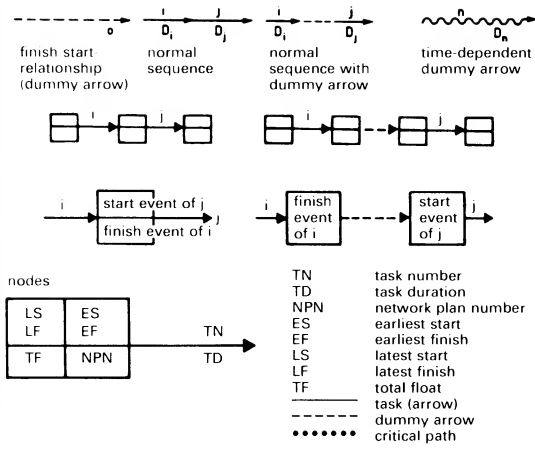 i j i j n
o D_i D_j D_i D_j D_n
finish start- normal normal time-dependent
relationship sequence sequence with dummy arrow
(dummy arrow) dummy arrow
i j i j
i start event of j j
finish event of i
i finish event of i start event of j j
nodes
LS ES
LF EF TN
TF NPN TD
TN task number
TD task duration
NPN network plan number
ES earliest start
EF earliest finish
LS latest start
LF latest finish
TF total float
task (arrow)
dummy arrow
critical path